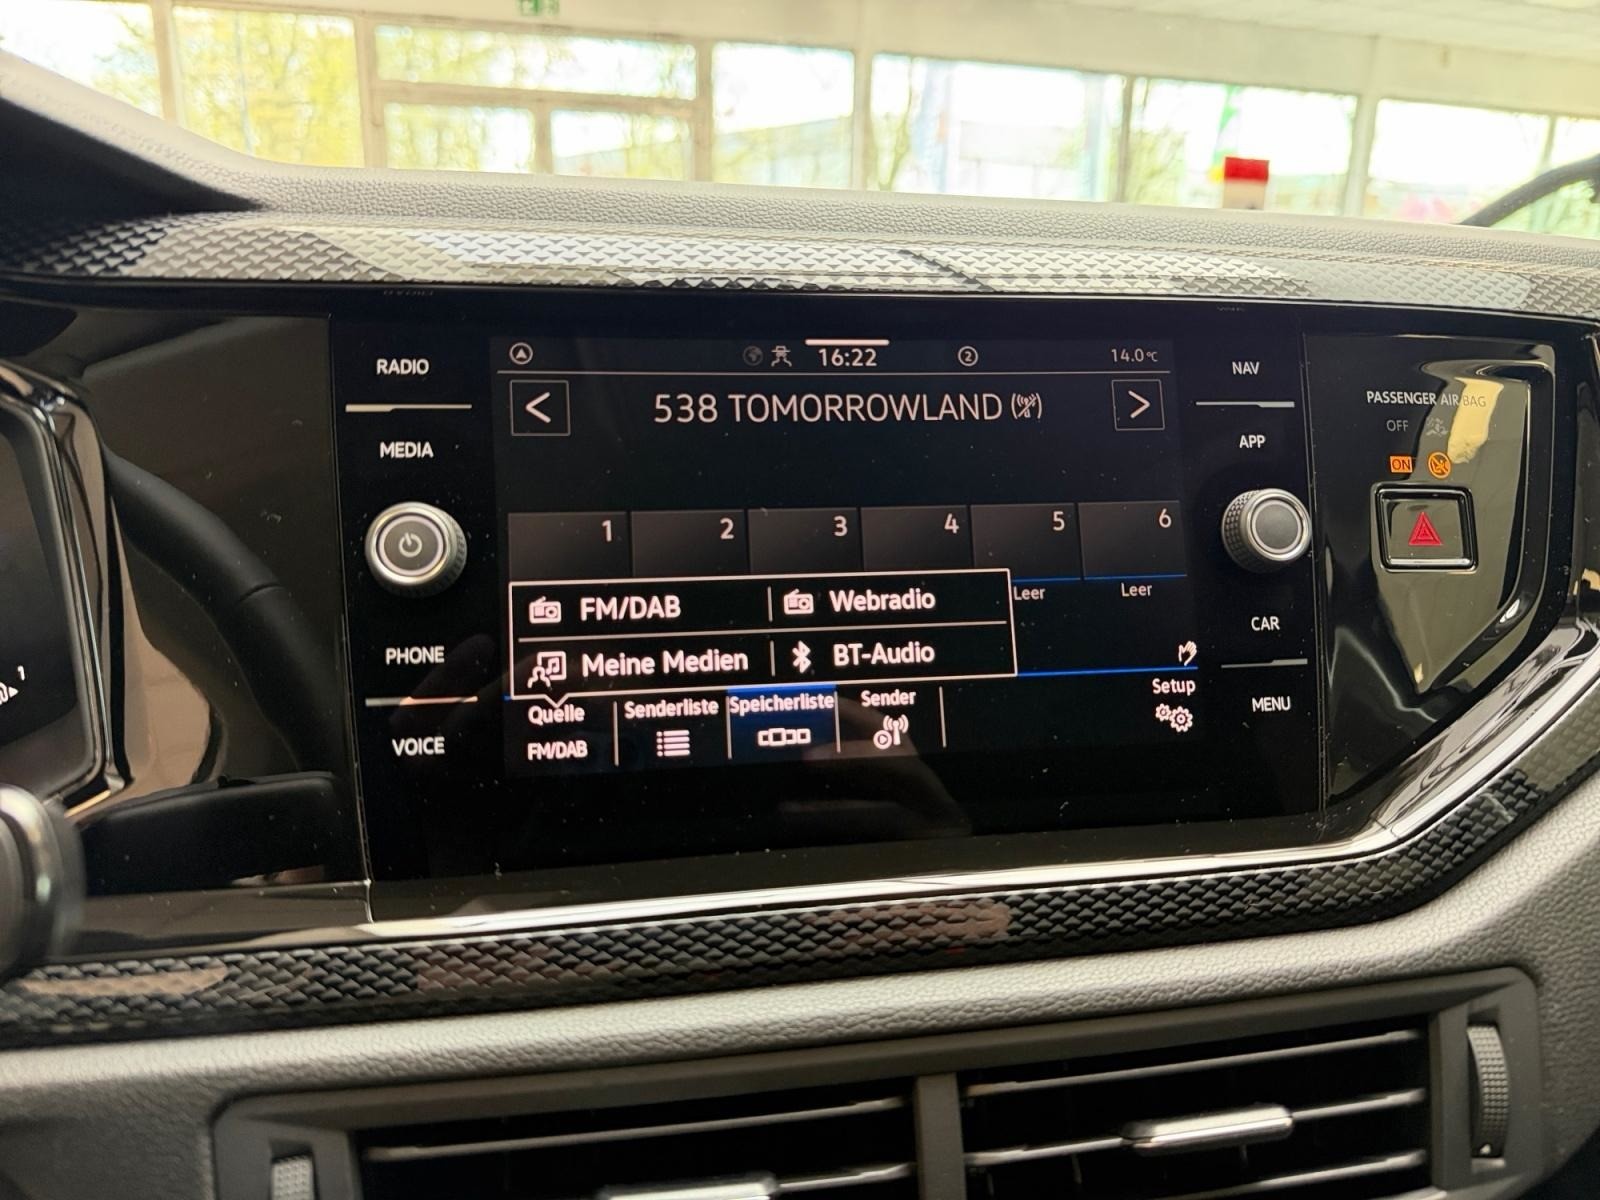 RADIO
MEDIA
PHONE
VOICE
16:22
2
14.0°C
< 538 TOMORROWLAND >
1 2 3 4 5 6
Leer Leer
FM/DAB Webradio
Meine Medien BT-Audio
Quelle Senderliste Speicherliste Sender Setup
FM/DAB
NAV
APP
CAR
MENU
PASSENGER AIR BAG
OFF
ON
1